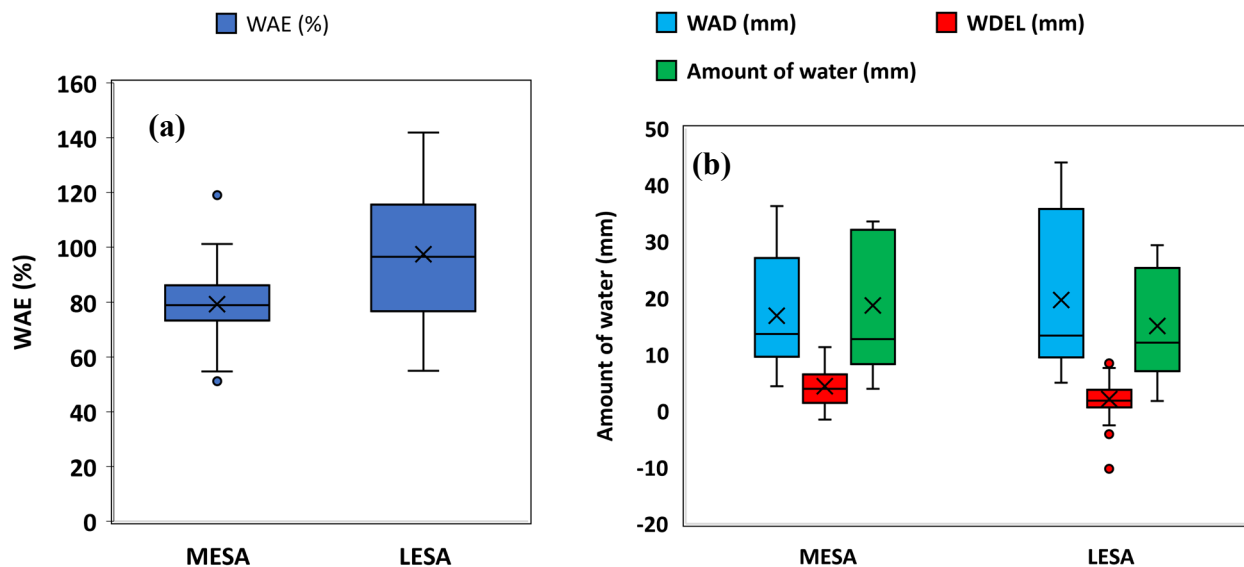 WAE (%)
(a)
WAE (%)
160
140
120
100
80
60
40
20
0
MESA LESA
WAD (mm) WDEL (mm)
Amount of water (mm)
(b)
Amount of water (mm)
50
40
30
20
10
0
-10
-20
MESA LESA